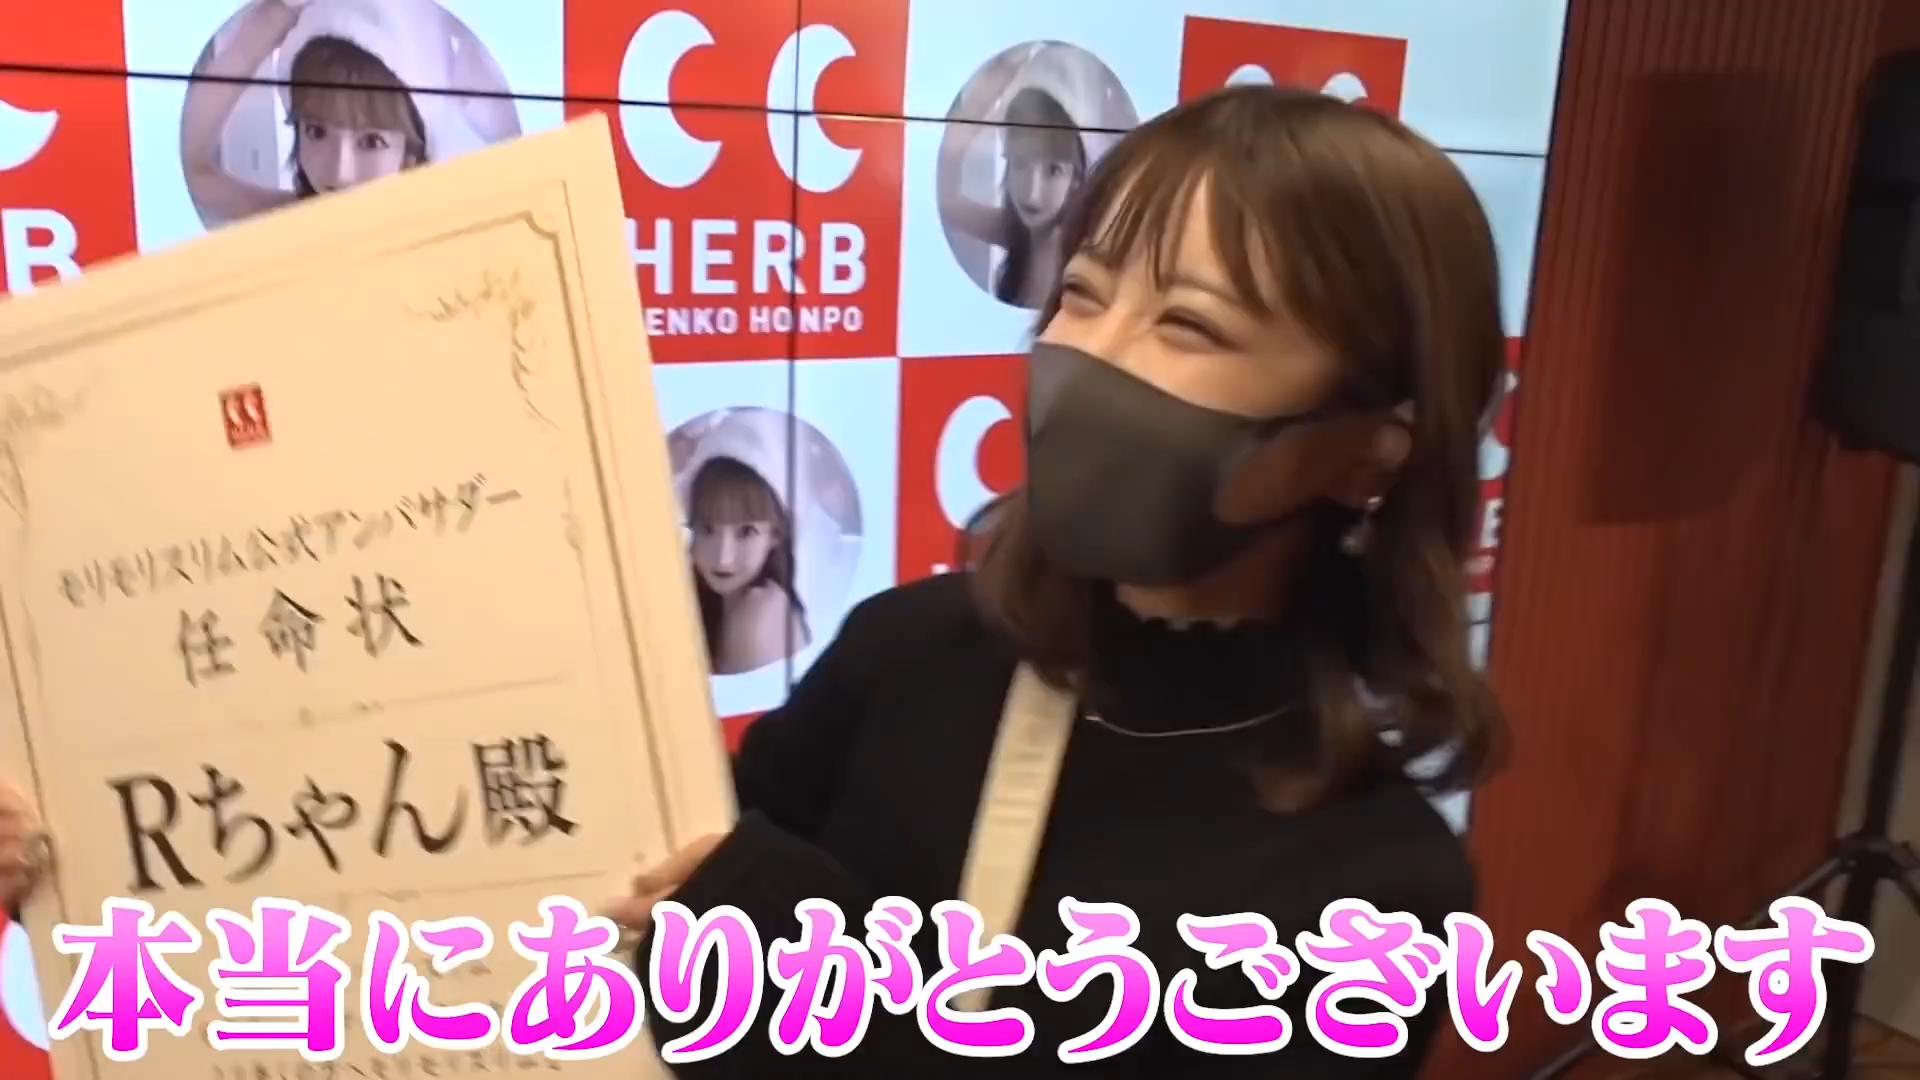 HERB
ENKO HONPO
B
モリモリスリム公式アンバサダー
任命状
Rちゃん殿
本当にありがとうございます